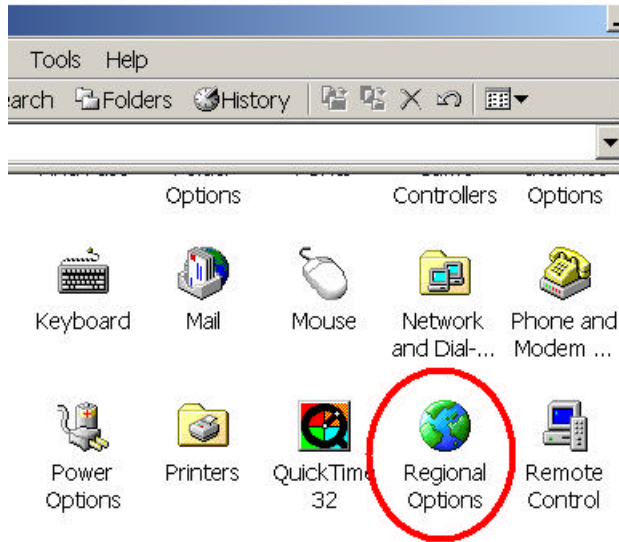 Tools Help
earch Folders History
Options Controllers Options
Keyboard Mail Mouse Network Phone and
and Dial-... Modem ...
Power Printers QuickTime Regional Remote
Options 32 Options Control